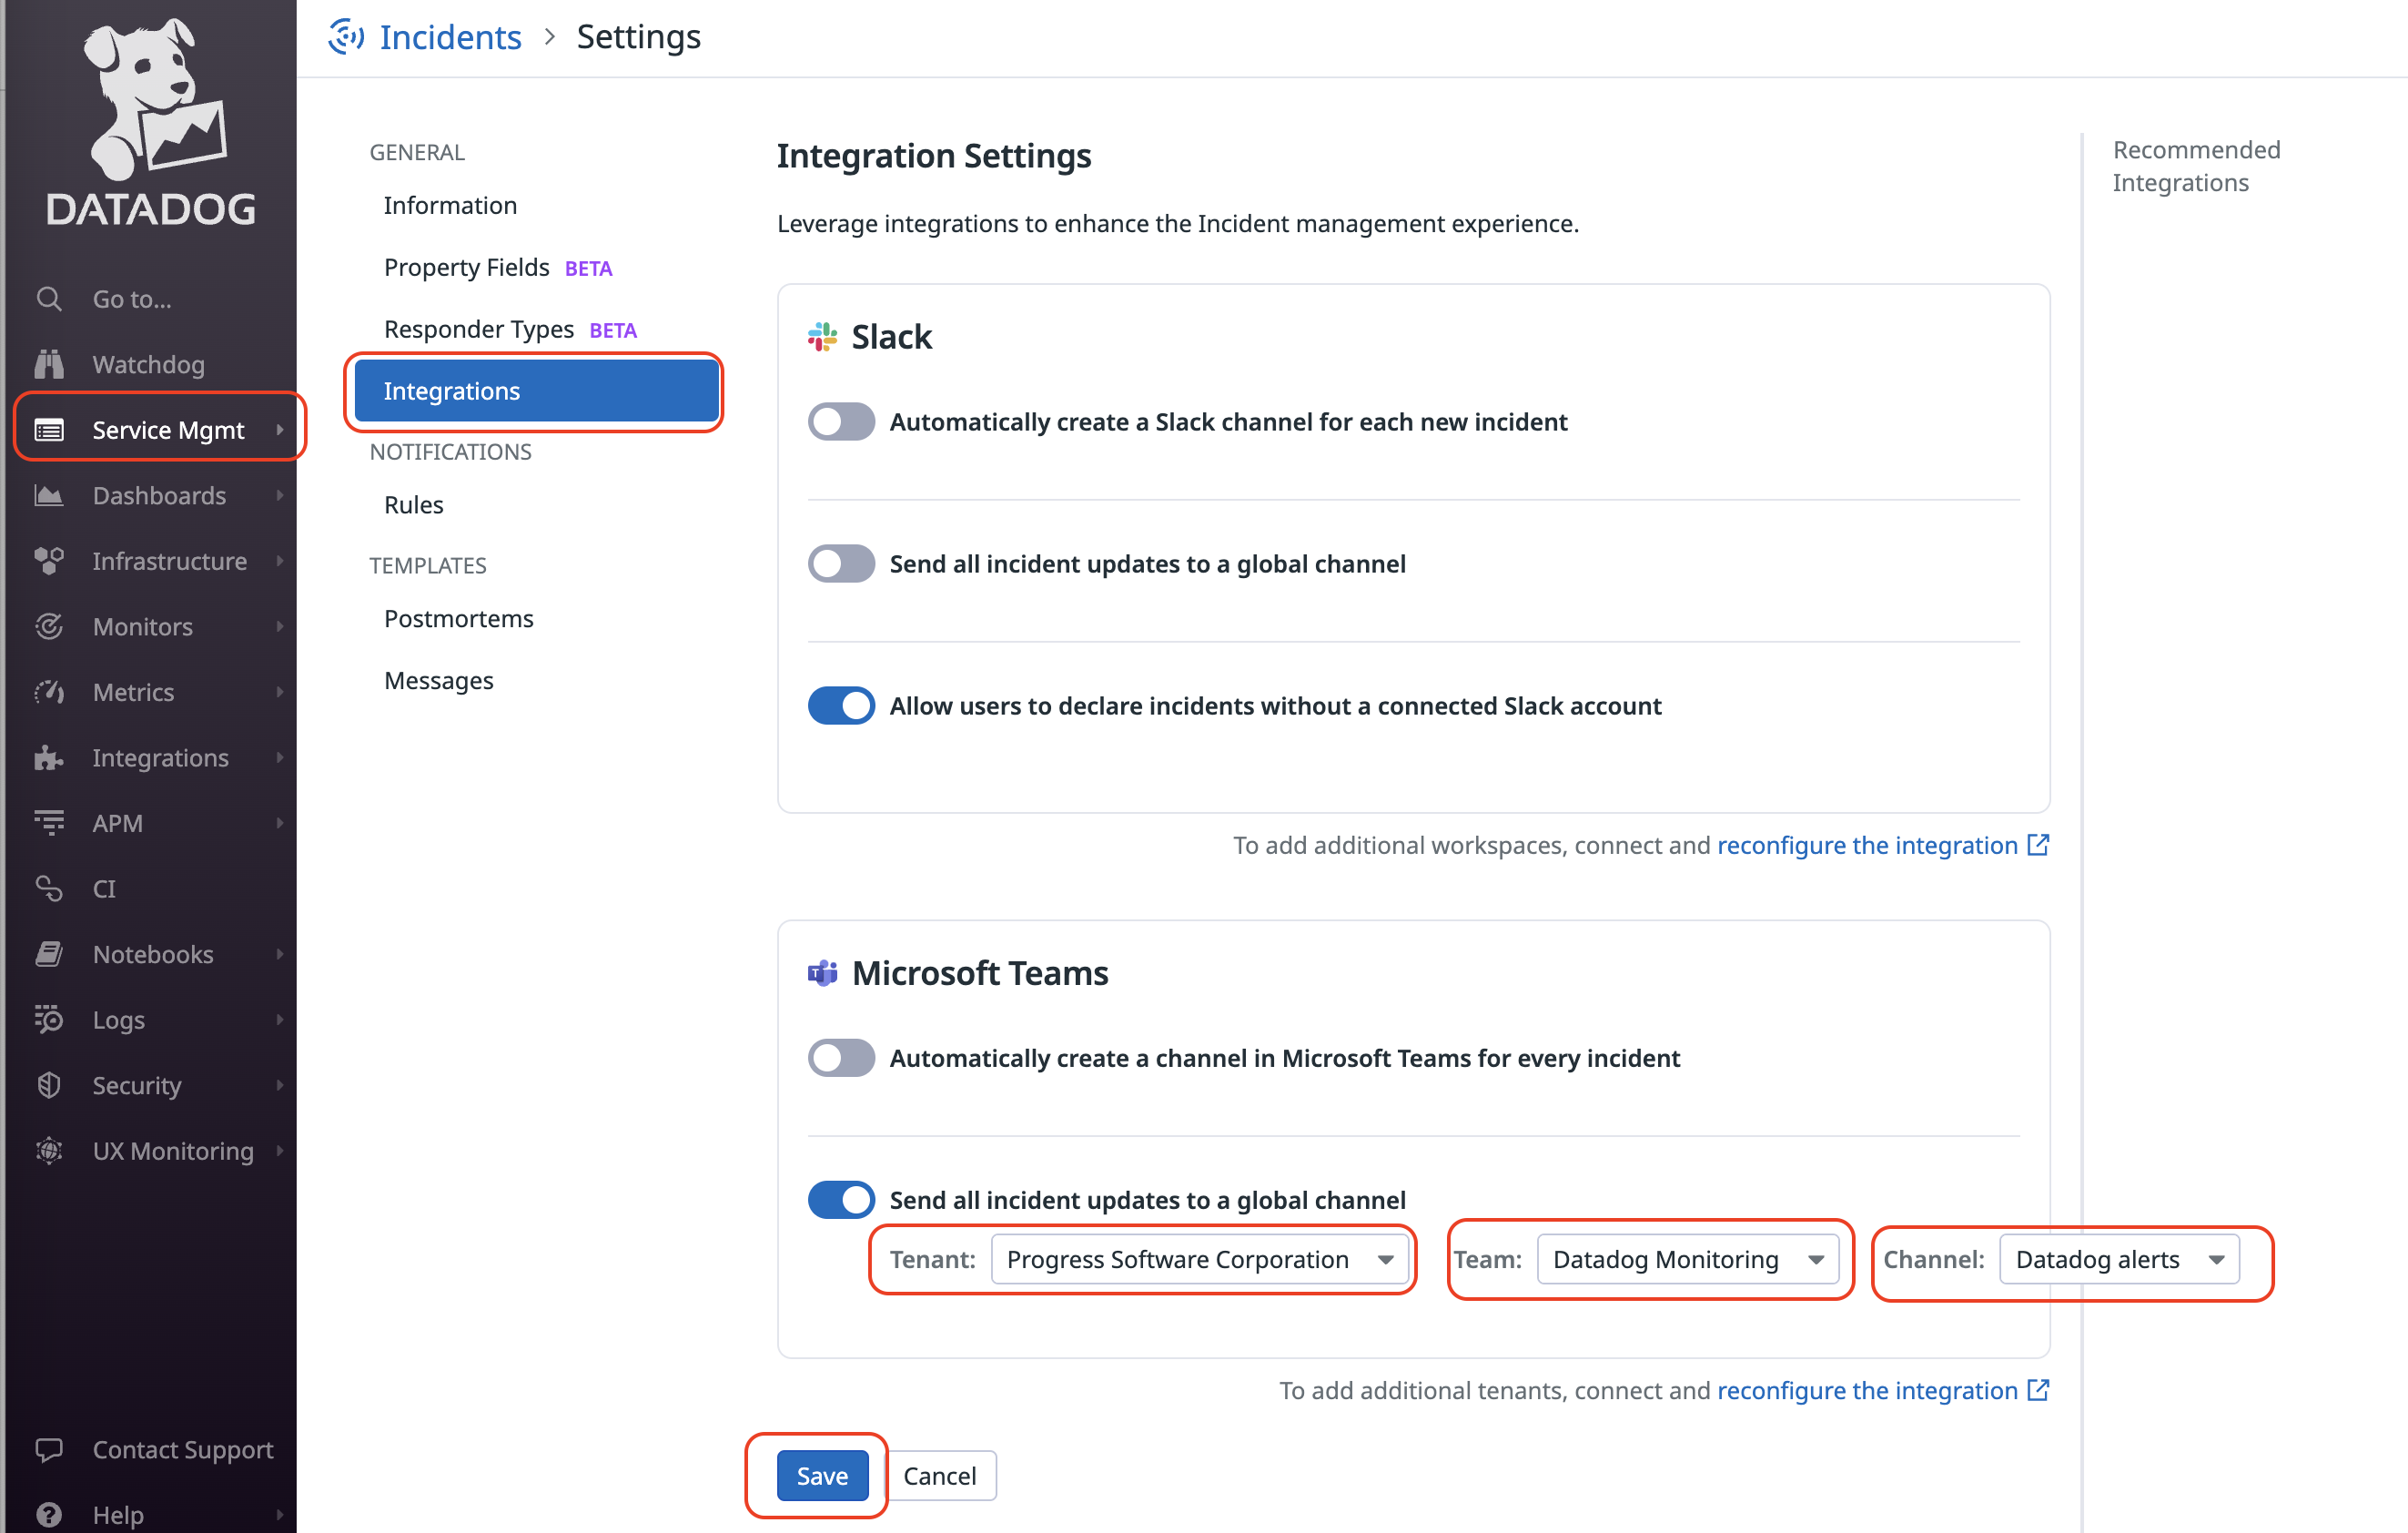 DATADOG
Go to...
Watchdog
Service Mgmt
Dashboards
Infrastructure
Monitors
Metrics
Integrations
APM
CI
Notebooks
Logs
Security
UX Monitoring
Contact Support
Help
Incidents > Settings
GENERAL
Information
Property Fields BETA
Responder Types BETA
Integrations
NOTIFICATIONS
Rules
TEMPLATES
Postmortems
Messages
Integration Settings
Leverage integrations to enhance the Incident management experience.
Slack
Automatically create a Slack channel for each new incident
Send all incident updates to a global channel
Allow users to declare incidents without a connected Slack account
To add additional workspaces, connect and reconfigure the integration
Microsoft Teams
Automatically create a channel in Microsoft Teams for every incident
Send all incident updates to a global channel
Tenant: Progress Software Corporation Team: Datadog Monitoring Channel: Datadog alerts
To add additional tenants, connect and reconfigure the integration
Save Cancel
Recommended
Integrations